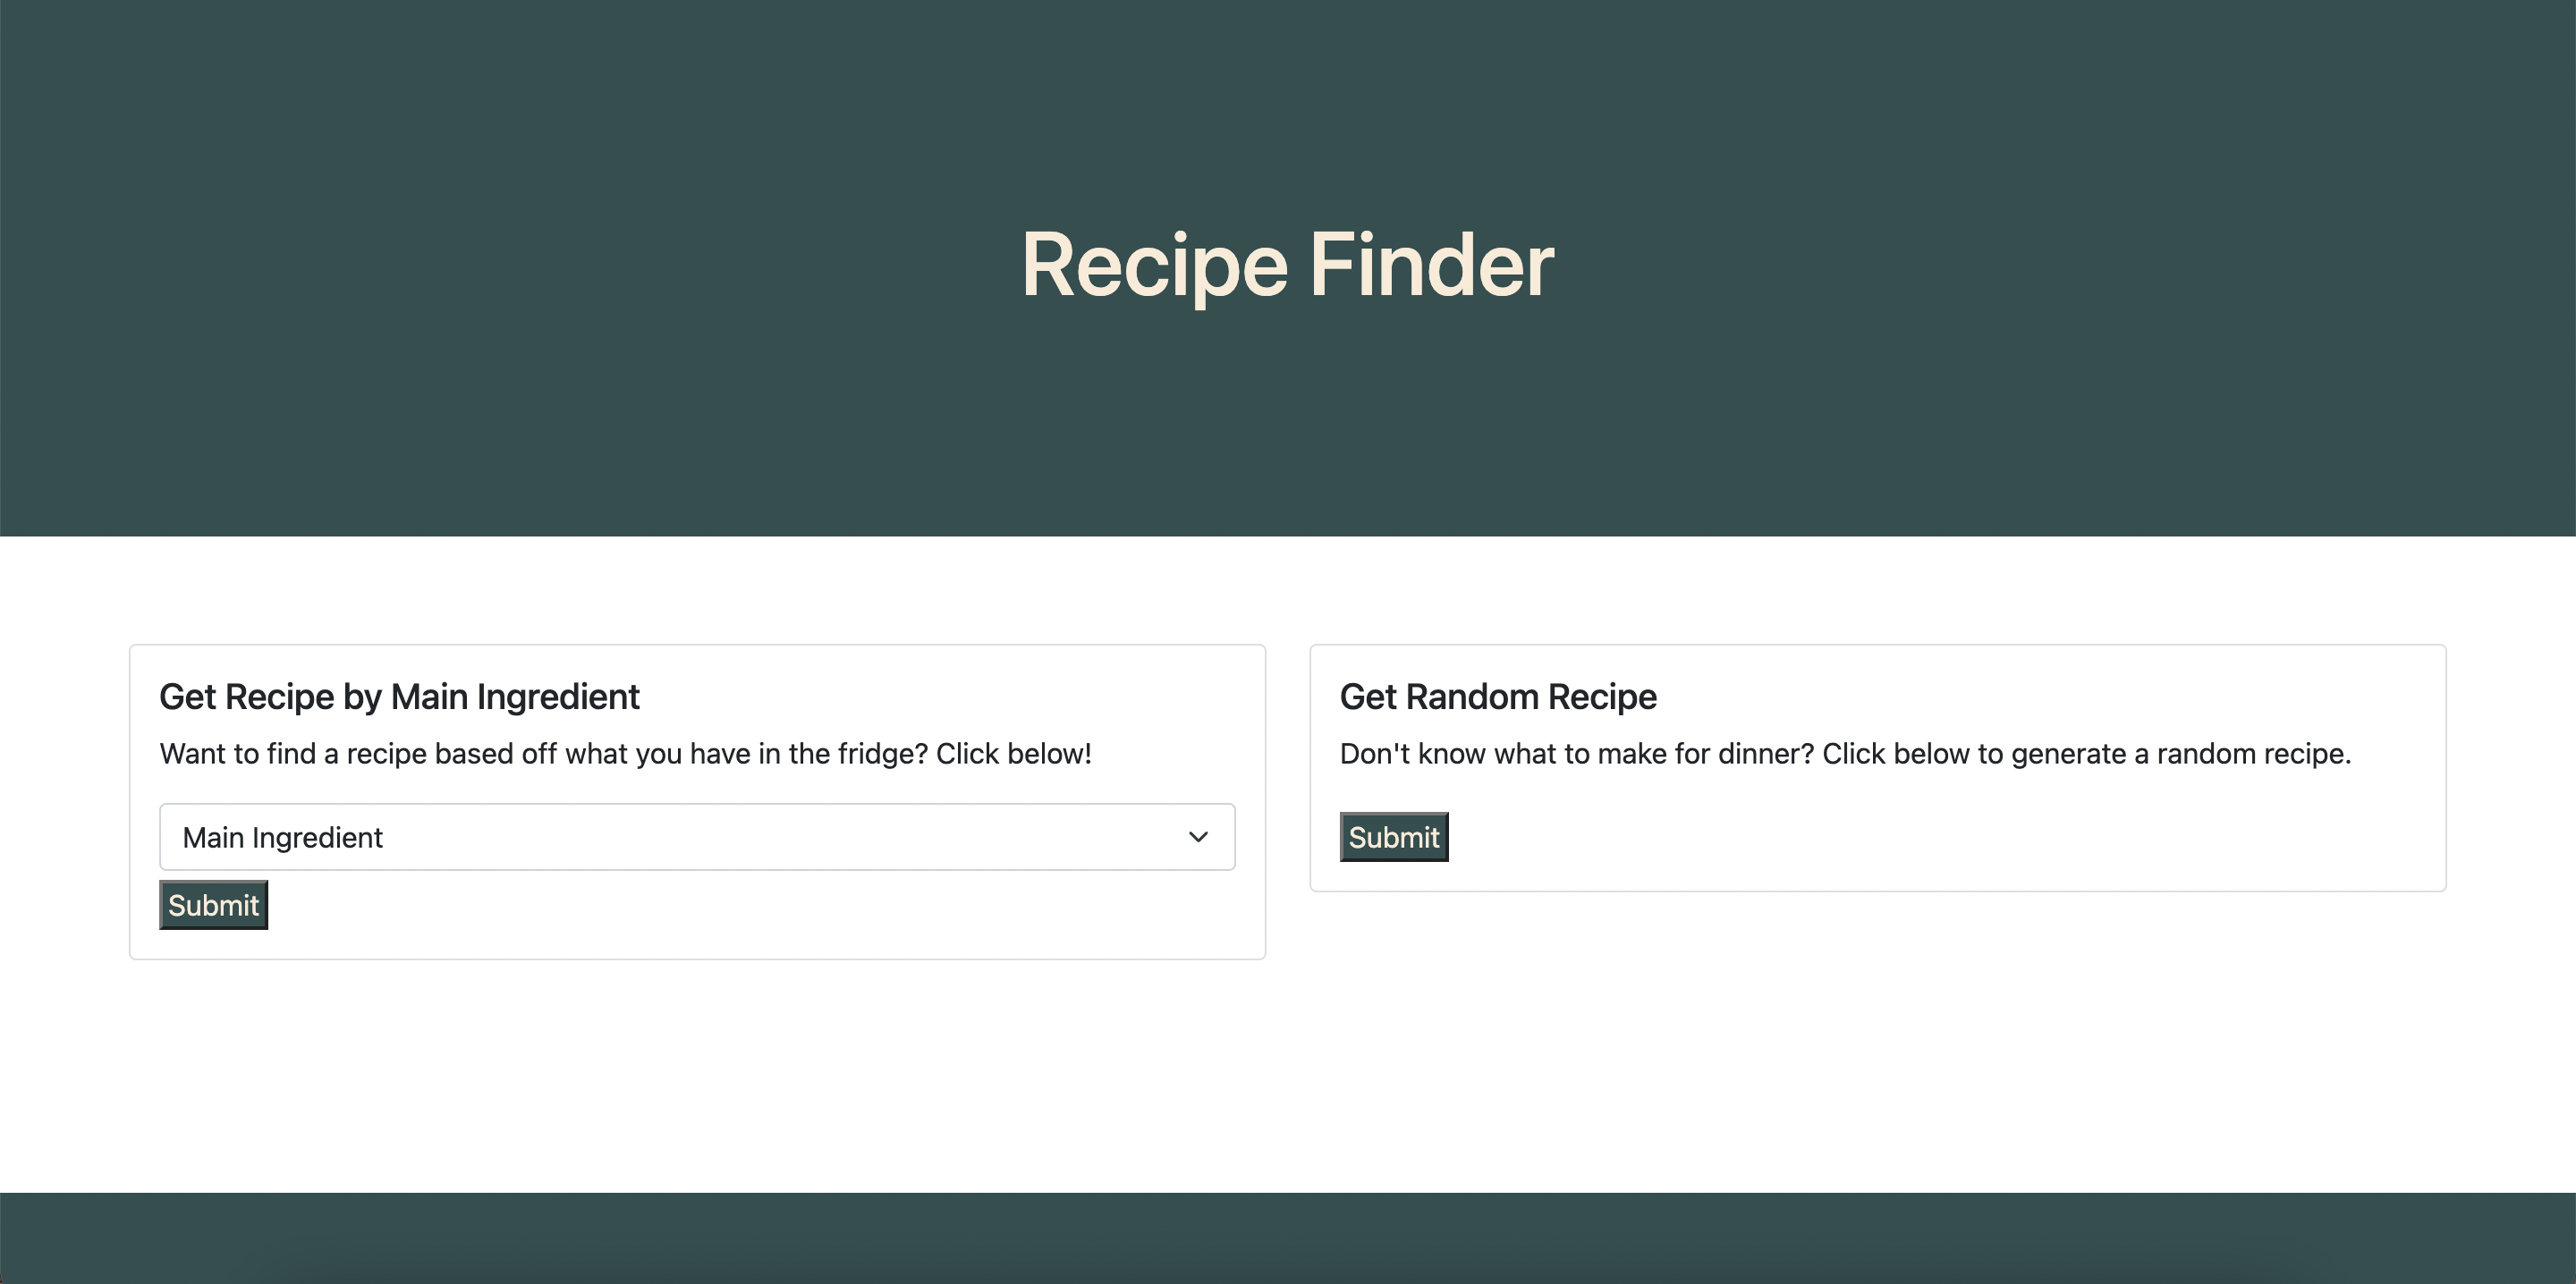 Recipe Finder
Get Recipe by Main Ingredient
Want to find a recipe based off what you have in the fridge? Click below!
Main Ingredient
Submit
Get Random Recipe
Don't know what to make for dinner? Click below to generate a random recipe.
Submit